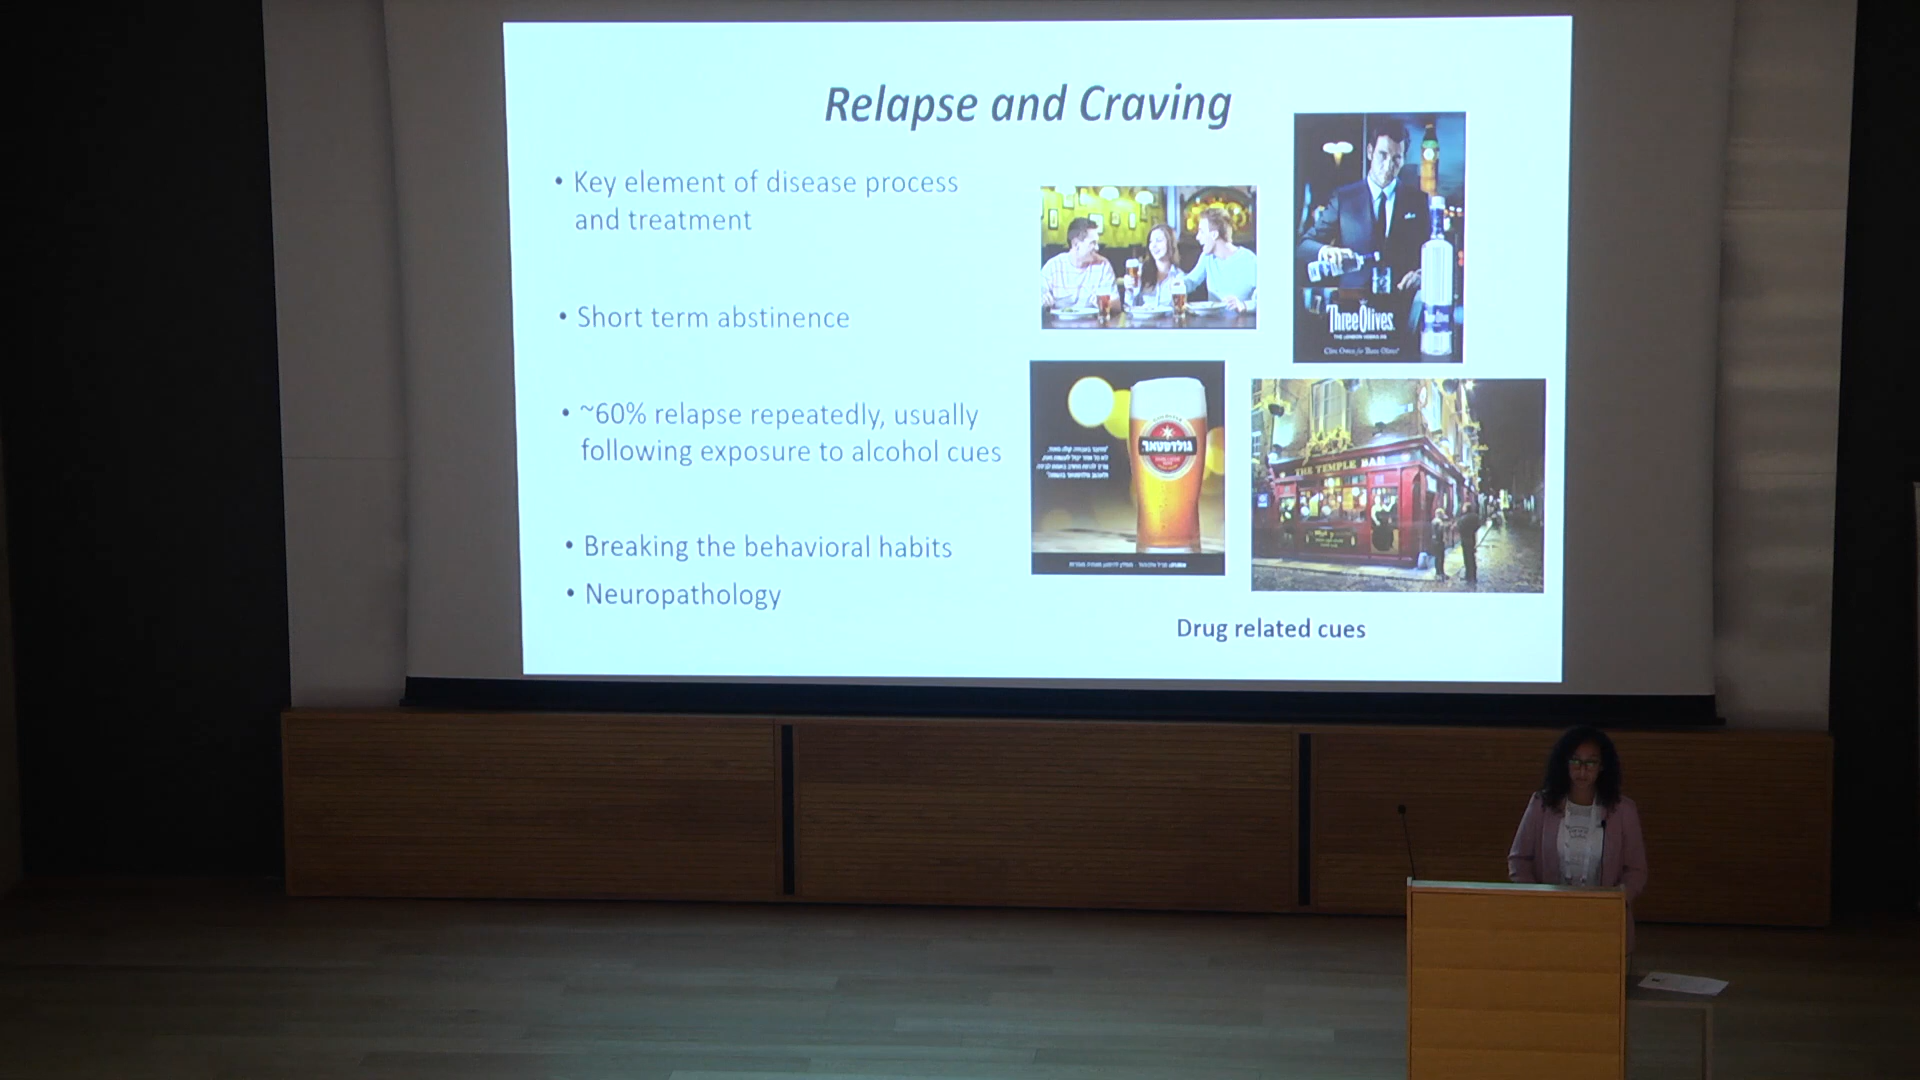 Relapse and Craving
• Key element of disease process
and treatment
• Short term abstinence
• ~60% relapse repeatedly, usually
following exposure to alcohol cues
• Breaking the behavioral habits
• Neuropathology
Three Olives
גולדסטאר
THE TEMPLE BAR
Drug related cues